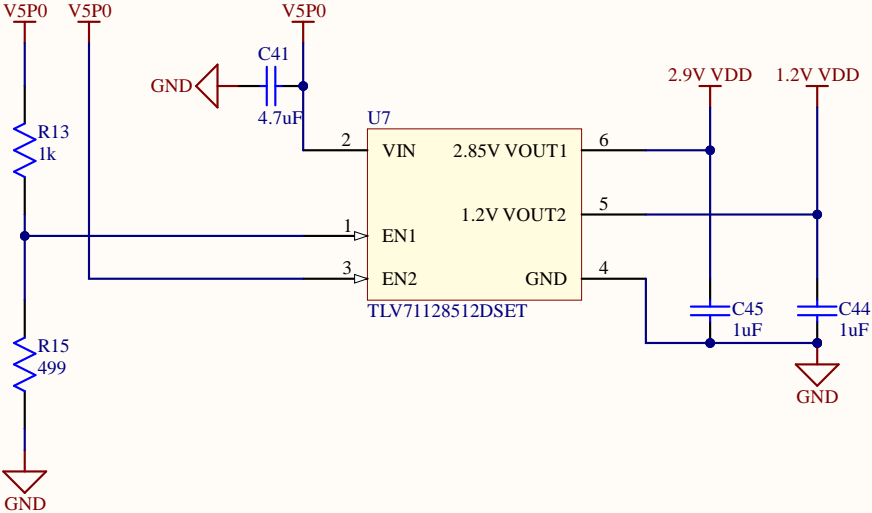 V5P0
V5P0
V5P0
C41
GND
4.7uF
2.9V VDD
1.2V VDD
R13
1k
U7
2
VIN
2.85V VOUT1
6
1
EN1
1.2V VOUT2
5
3
EN2
GND
4
TLV71128512DSET
C45
1uF
C44
1uF
R15
499
GND
GND